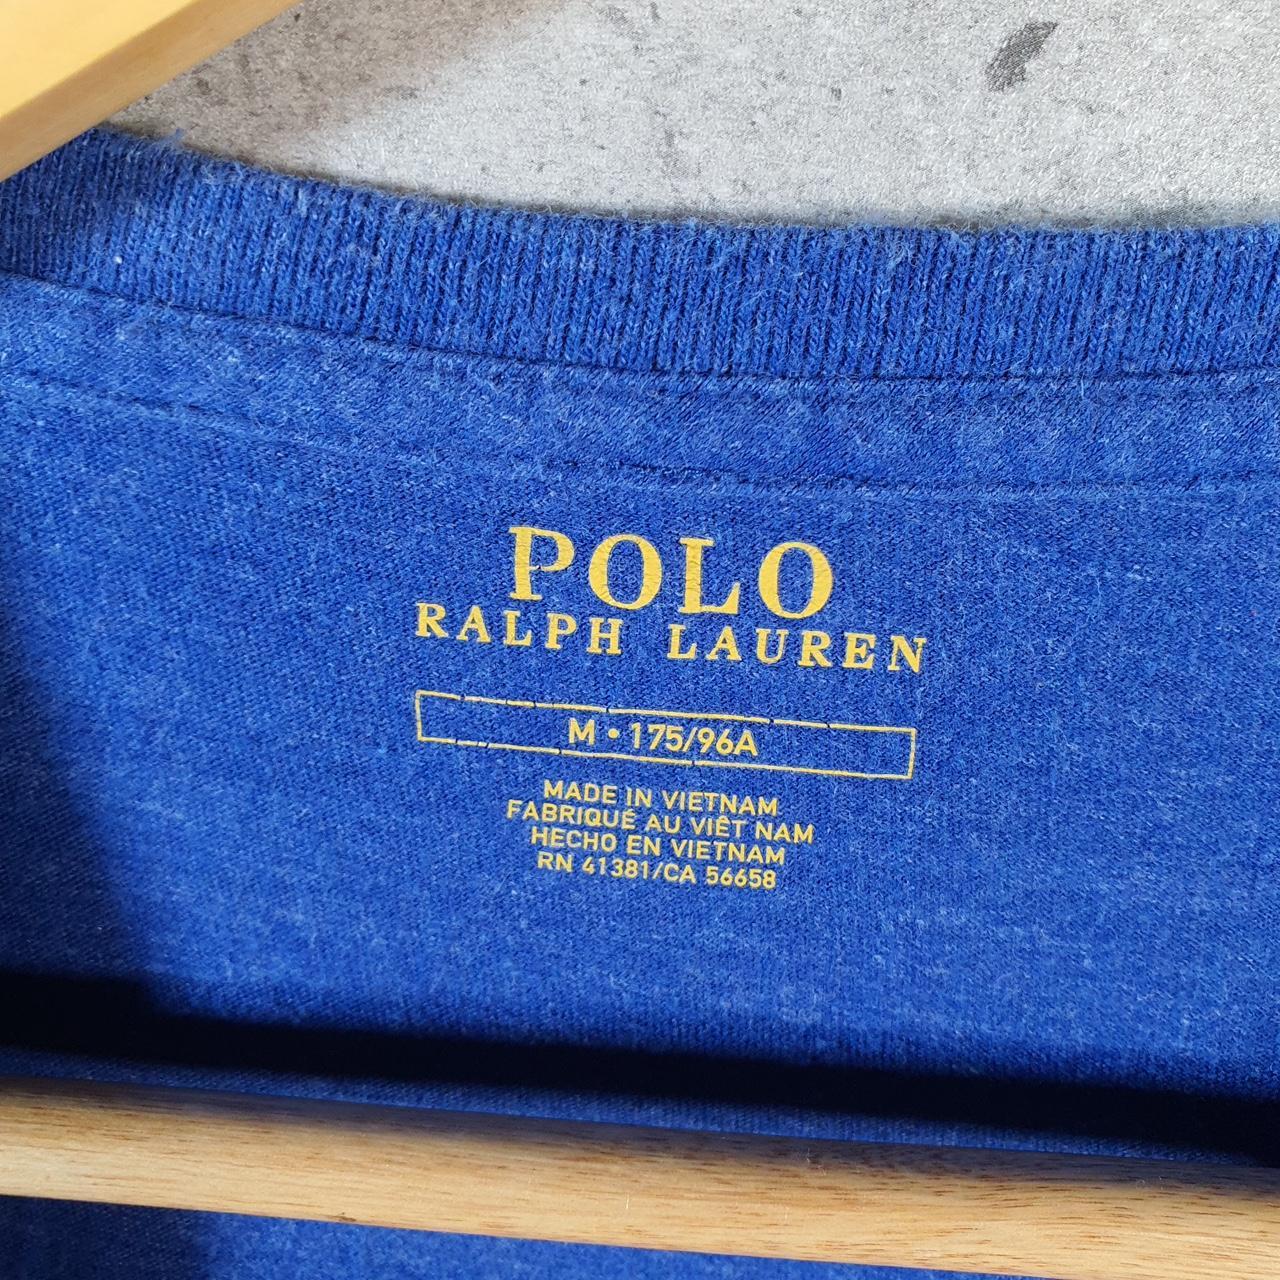 POLO
RALPH LAUREN
M • 175/96A
MADE IN VIETNAM
FABRIQUÉ AU VIÊT NAM
HECHO EN VIETNAM
RN 41381/CA 56658